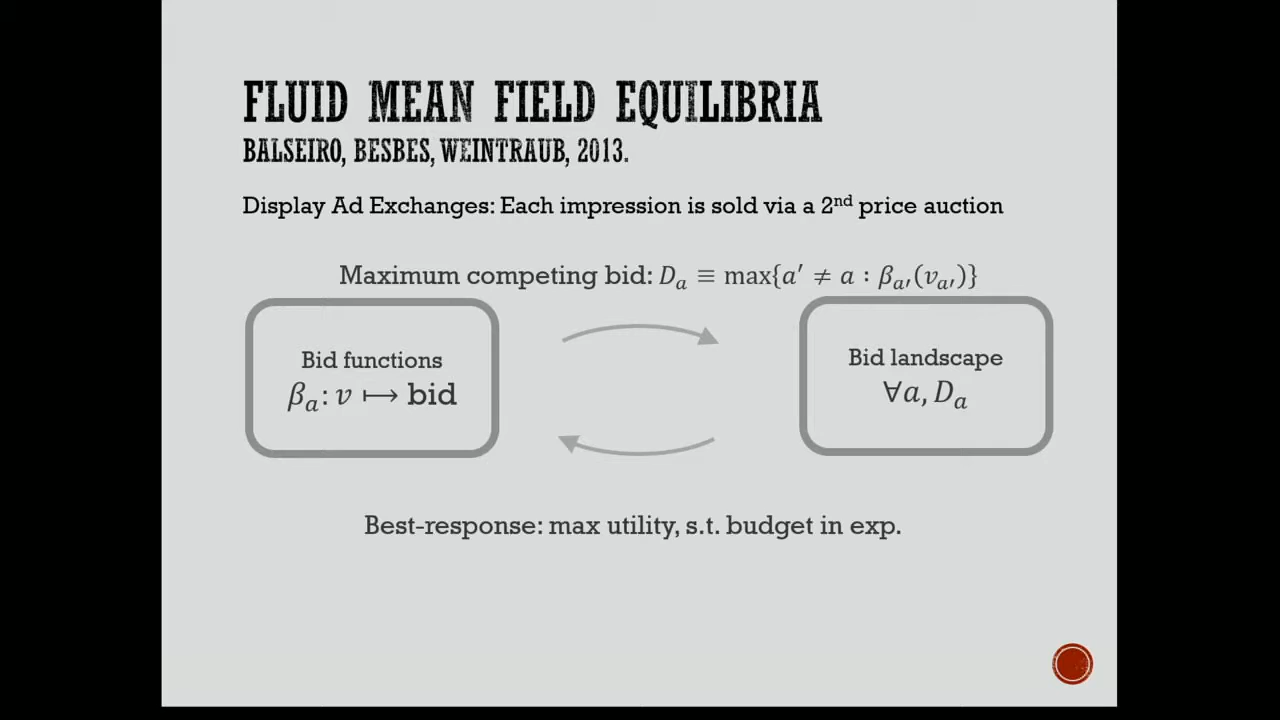 FLUID MEAN FIELD EQUILIBRIA
BALSEIRO, BESBES, WEINTRAUB, 2013.
Display Ad Exchanges: Each impression is sold via a 2nd price auction
Maximum competing bid: Dₐ ≡ max{a′ ≠ a : βₐ′(vₐ′)}
Bid functions
βₐ: v ↦ bid
Bid landscape
∀a, Dₐ
Best-response: max utility, s.t. budget in exp.